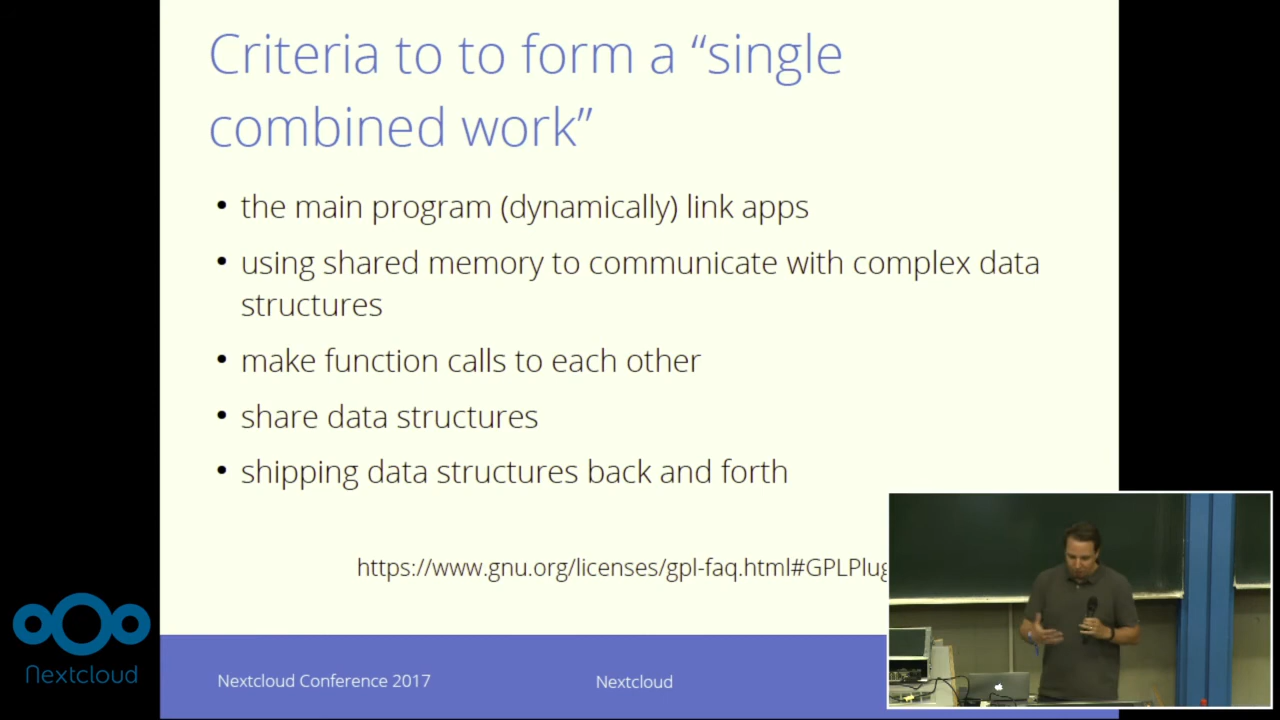 Criteria to to form a “single
combined work”
• the main program (dynamically) link apps
• using shared memory to communicate with complex data
structures
• make function calls to each other
• share data structures
• shipping data structures back and forth
https://www.gnu.org/licenses/gpl-faq.html#GPLPlug
Nextcloud
Nextcloud Conference 2017
Nextcloud